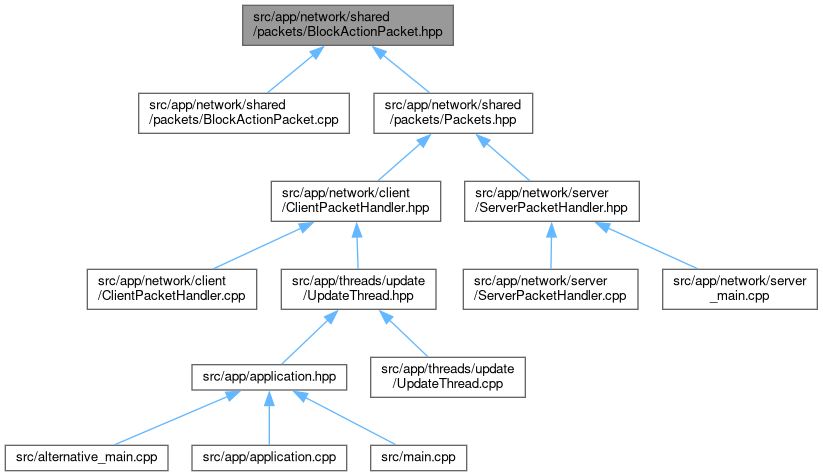 src/app/network/shared
/packets/BlockActionPacket.hpp
src/app/network/shared
/packets/BlockActionPacket.cpp
src/app/network/shared
/packets/Packets.hpp
src/app/network/client
/ClientPacketHandler.hpp
src/app/network/server
/ServerPacketHandler.hpp
src/app/network/client
/ClientPacketHandler.cpp
src/app/threads/update
/UpdateThread.hpp
src/app/network/server
/ServerPacketHandler.cpp
src/app/network/server
_main.cpp
src/app/application.hpp
src/app/threads/update
/UpdateThread.cpp
src/alternative_main.cpp
src/app/application.cpp
src/main.cpp